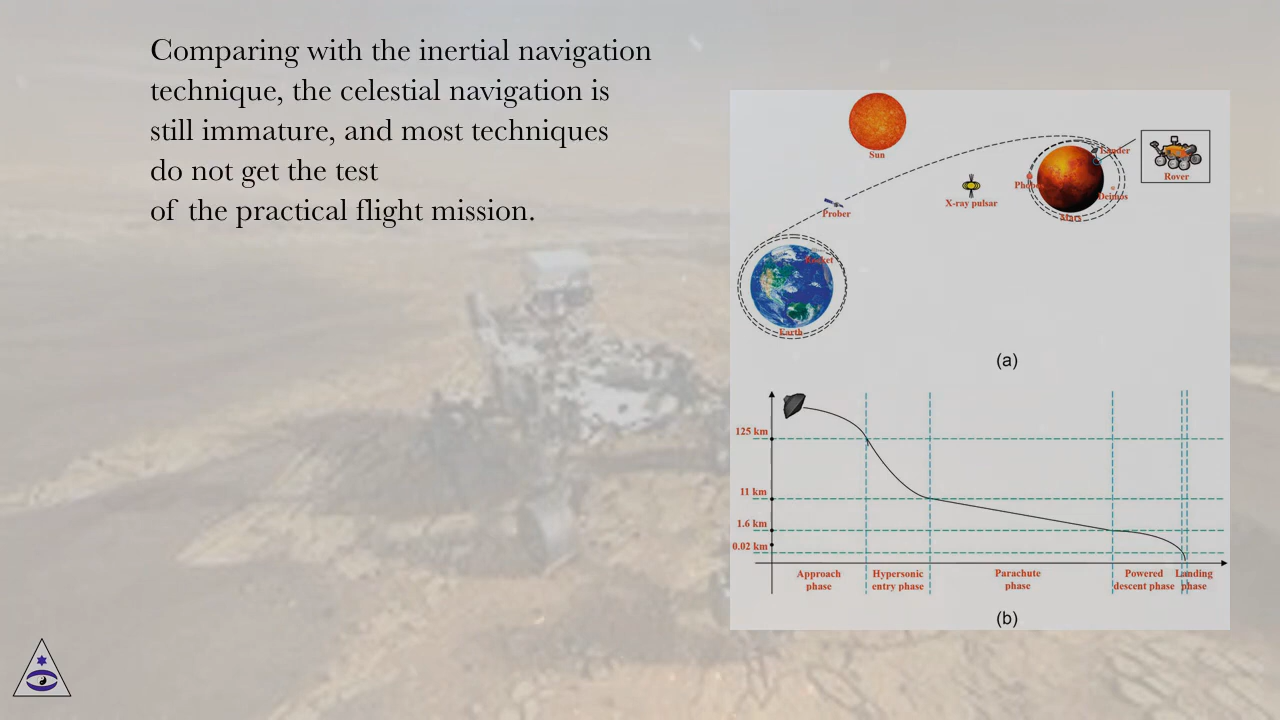 Comparing with the inertial navigation
technique, the celestial navigation is
still immature, and most techniques
do not get the test
of the practical flight mission.
Sun
Lander
Rover
Phobos
Deimos
X-ray pulsar
Mars
Prober
Rocket
Earth
(a)
125 km
11 km
1.6 km
0.02 km
Approach
phase
Hypersonic
entry phase
Parachute
phase
Powered
descent phase
Landing
phase
(b)